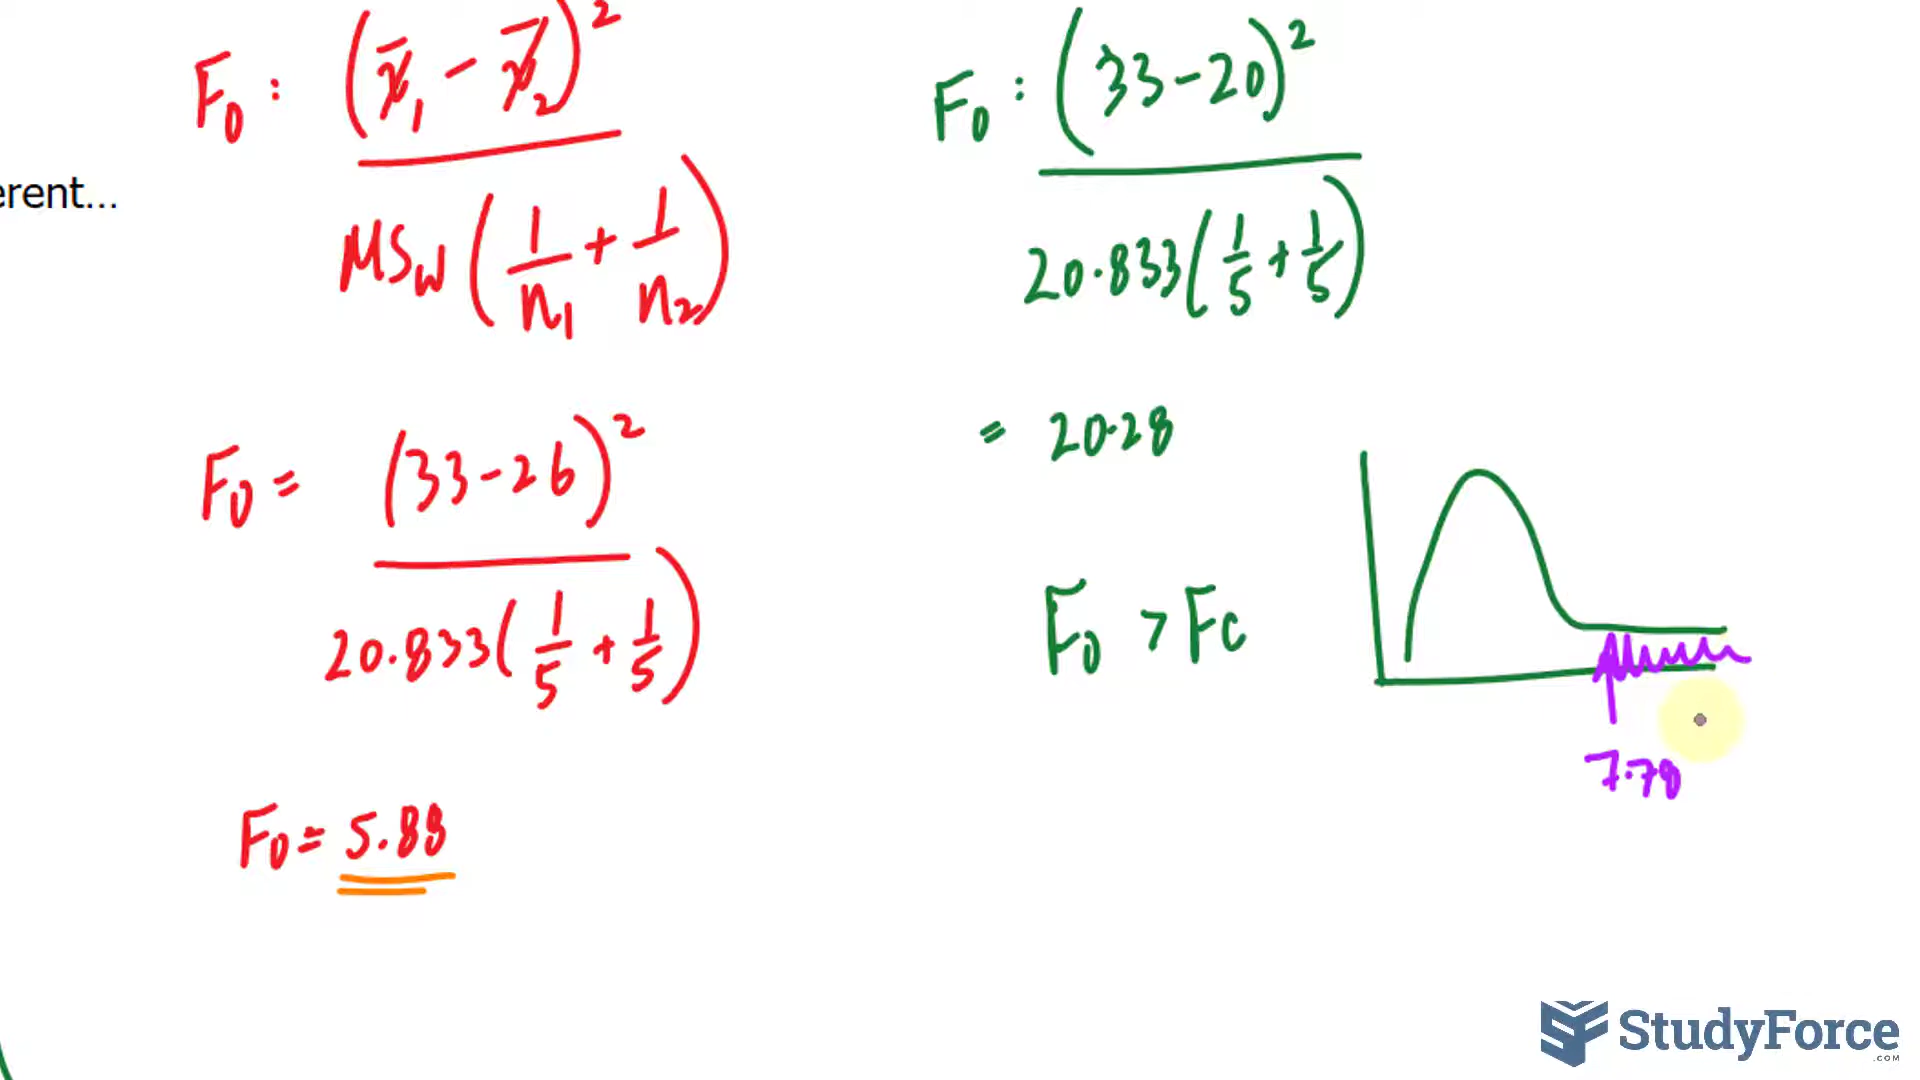 F₀ : (x̄₁ − x̄₂)² / MS_W (1/n₁ + 1/n₂)
erent...
F₀ = (33-26)² / 20.833 (1/5 + 1/5)
F₀ = 5.88
F₀ : (33-20)² / 20.833 (1/5 + 1/5)
= 20.28
F₀ > Fc
7.78
StudyForce
.COM